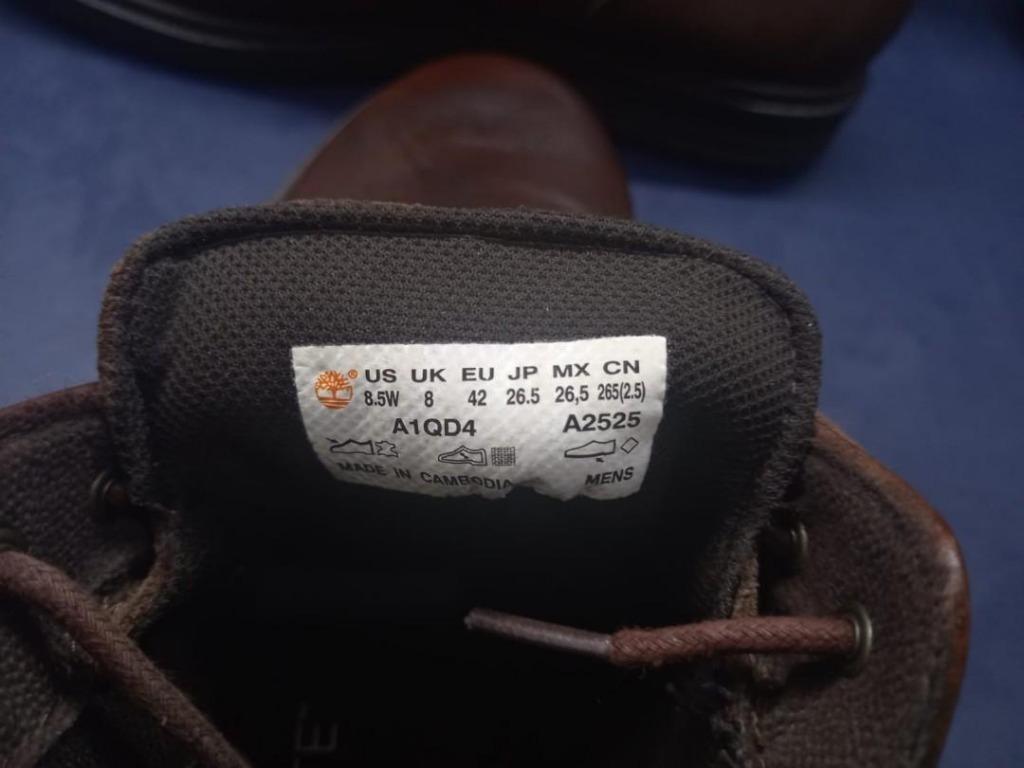 ® US UK EU JP MX CN
8.5W 8 42 26.5 26,5 265(2.5)
A1QD4 A2525
MADE IN CAMBODIA MENS
E